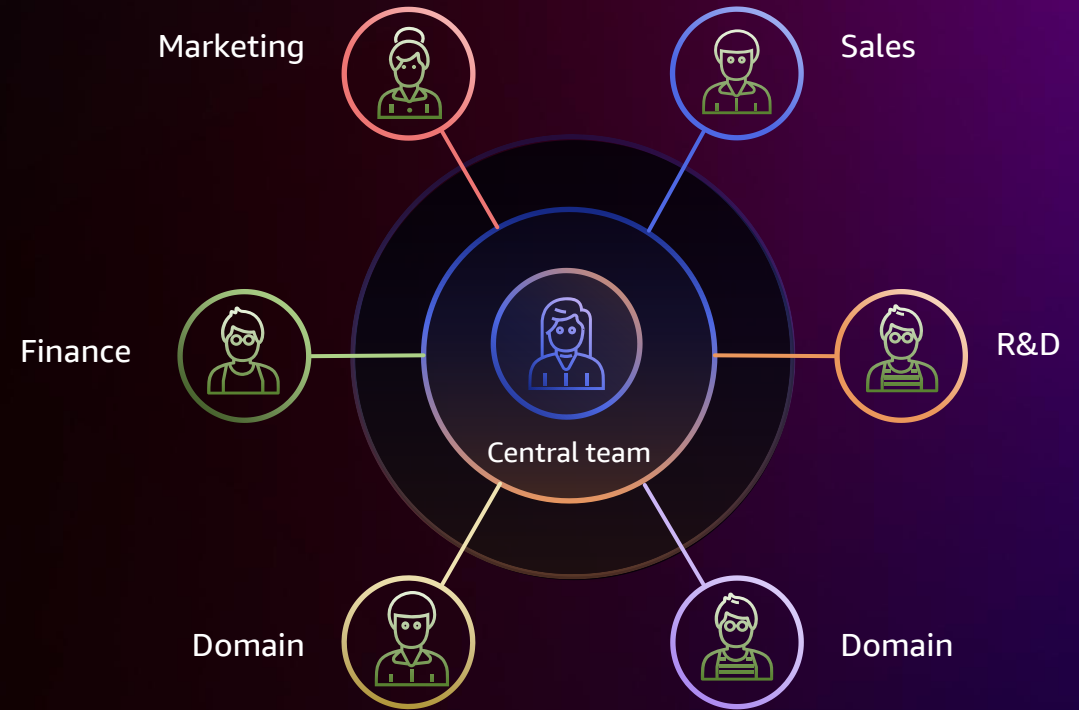 Marketing
Sales
Finance
R&D
Central team
Domain
Domain